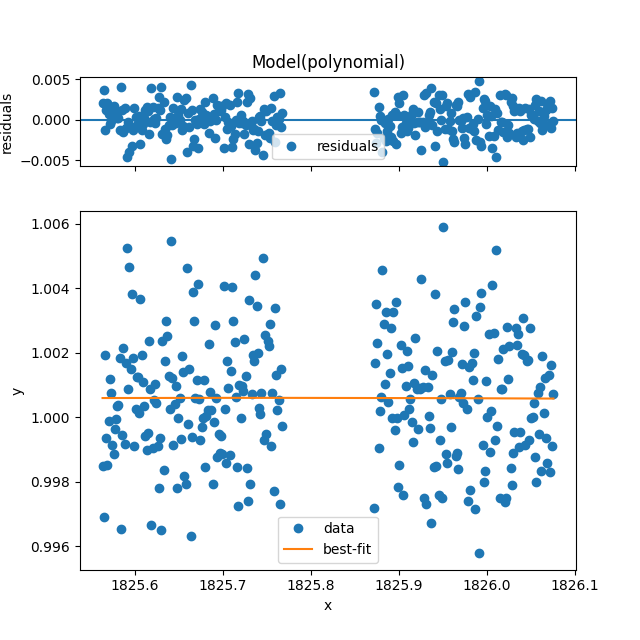 Model(polynomial)
0.005
0.000
−0.005
residuals
residuals
1.006
1.004
1.002
1.000
0.998
0.996
y
data
best-fit
1825.6 1825.7 1825.8 1825.9 1826.0 1826.1
x